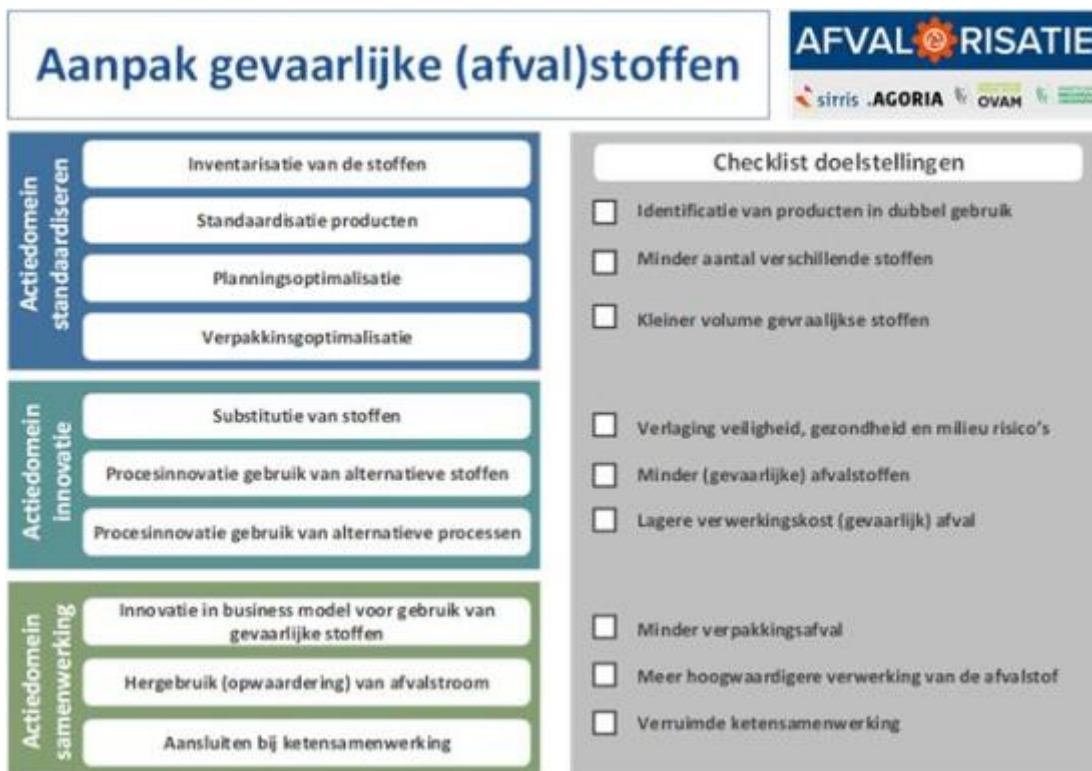 Aanpak gevaarlijke (afval)stoffen
AFVAL RISATIE
sirris .AGORIA OVAM
Actiedomein
standaardiseren
Inventarisatie van de stoffen
Standaardisatie producten
Planningsoptimalisatie
Verpakkinsgoptimalisatie
Actiedomein
innovatie
Substitutie van stoffen
Procesinnovatie gebruik van alternatieve stoffen
Procesinnovatie gebruik van alternatieve processen
Actiedomein
samenwerking
Innovatie in business model voor gebruik van
gevaarlijke stoffen
Hergebruik (opwaardering) van afvalstroom
Aansluiten bij ketensamenwerking
Checklist doelstellingen
Identificatie van producten in dubbel gebruik
Minder aantal verschillende stoffen
Kleiner volume gevraalijkse stoffen
Verlaging veiligheid, gezondheid en milieu risico's
Minder (gevaarlijke) afvalstoffen
Lagere verwerkingskost (gevaarlijk) afval
Minder verpakkingsafval
Meer hoogwaardigere verwerking van de afvalstof
Verruimde ketensamenwerking